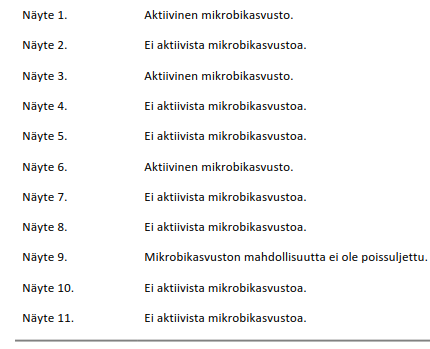 Näyte 1. Aktiivinen mikrobikasvusto.
Näyte 2. Ei aktiivista mikrobikasvustoa.
Näyte 3. Aktiivinen mikrobikasvusto.
Näyte 4. Ei aktiivista mikrobikasvustoa.
Näyte 5. Ei aktiivista mikrobikasvustoa.
Näyte 6. Aktiivinen mikrobikasvusto.
Näyte 7. Ei aktiivista mikrobikasvustoa.
Näyte 8. Ei aktiivista mikrobikasvustoa.
Näyte 9. Mikrobikasvuston mahdollisuutta ei ole poissuljettu.
Näyte 10. Ei aktiivista mikrobikasvustoa.
Näyte 11. Ei aktiivista mikrobikasvustoa.